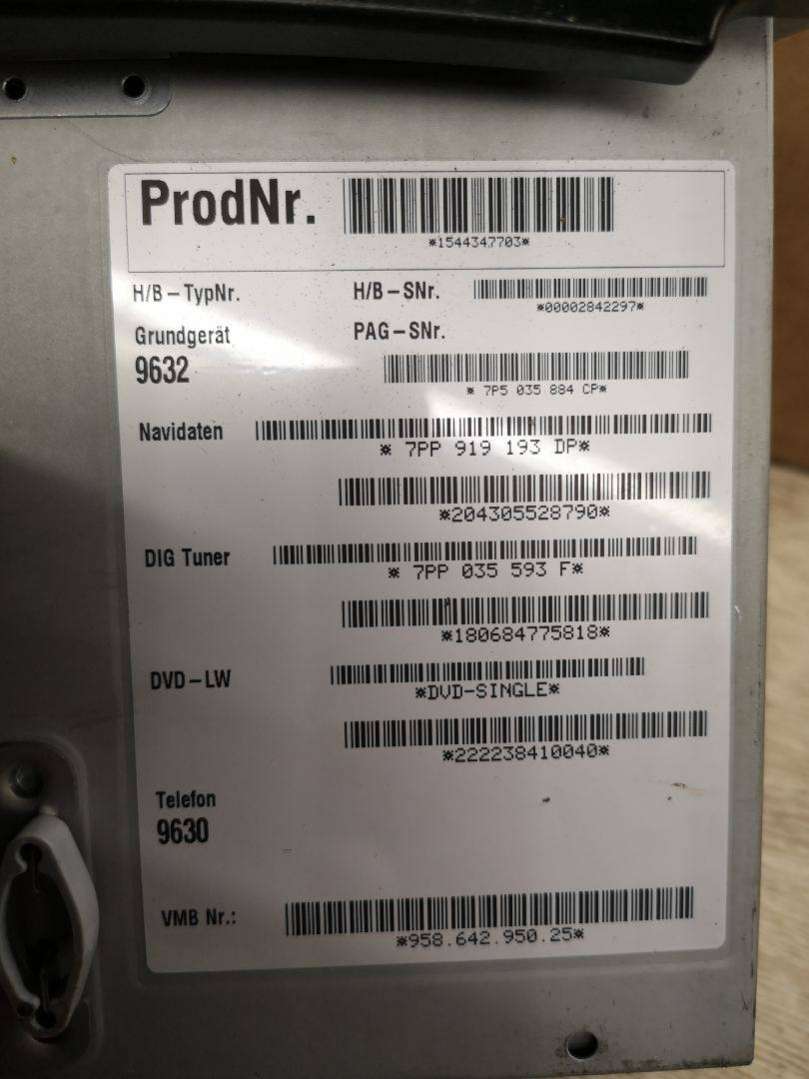 ProdNr.
*1544347703*
H/B-TypNr. H/B-SNr.
*00002842297*
Grundgerät PAG-SNr.
9632
* 7P5 035 884 CP*
Navidaten
* 7PP 919 193 DP*
*204305528790*
DIG Tuner
* 7PP 035 593 F*
*180684775818*
DVD-LW
*DVD-SINGLE*
*222238410040*
Telefon
9630
VMB Nr.:
*958.642.950.25*